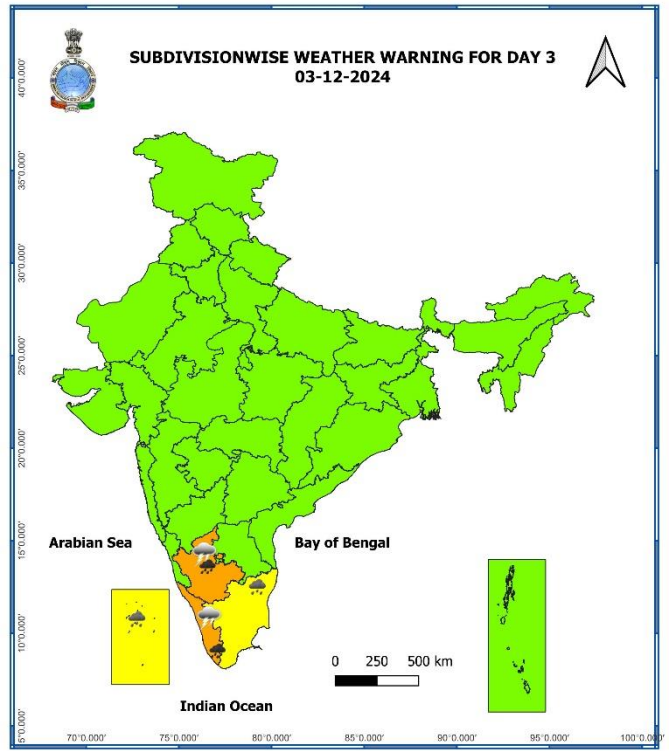 SUBDIVISIONWISE WEATHER WARNING FOR DAY 3
03-12-2024
40°0.000'
35°0.000'
30°0.000'
25°0.000'
20°0.000'
15°0.000'
10°0.000'
5°0.000'
Arabian Sea
Bay of Bengal
0 250 500 km
Indian Ocean
70°0.000' 75°0.000' 80°0.000' 85°0.000' 90°0.000' 95°0.000' 100°0.000'